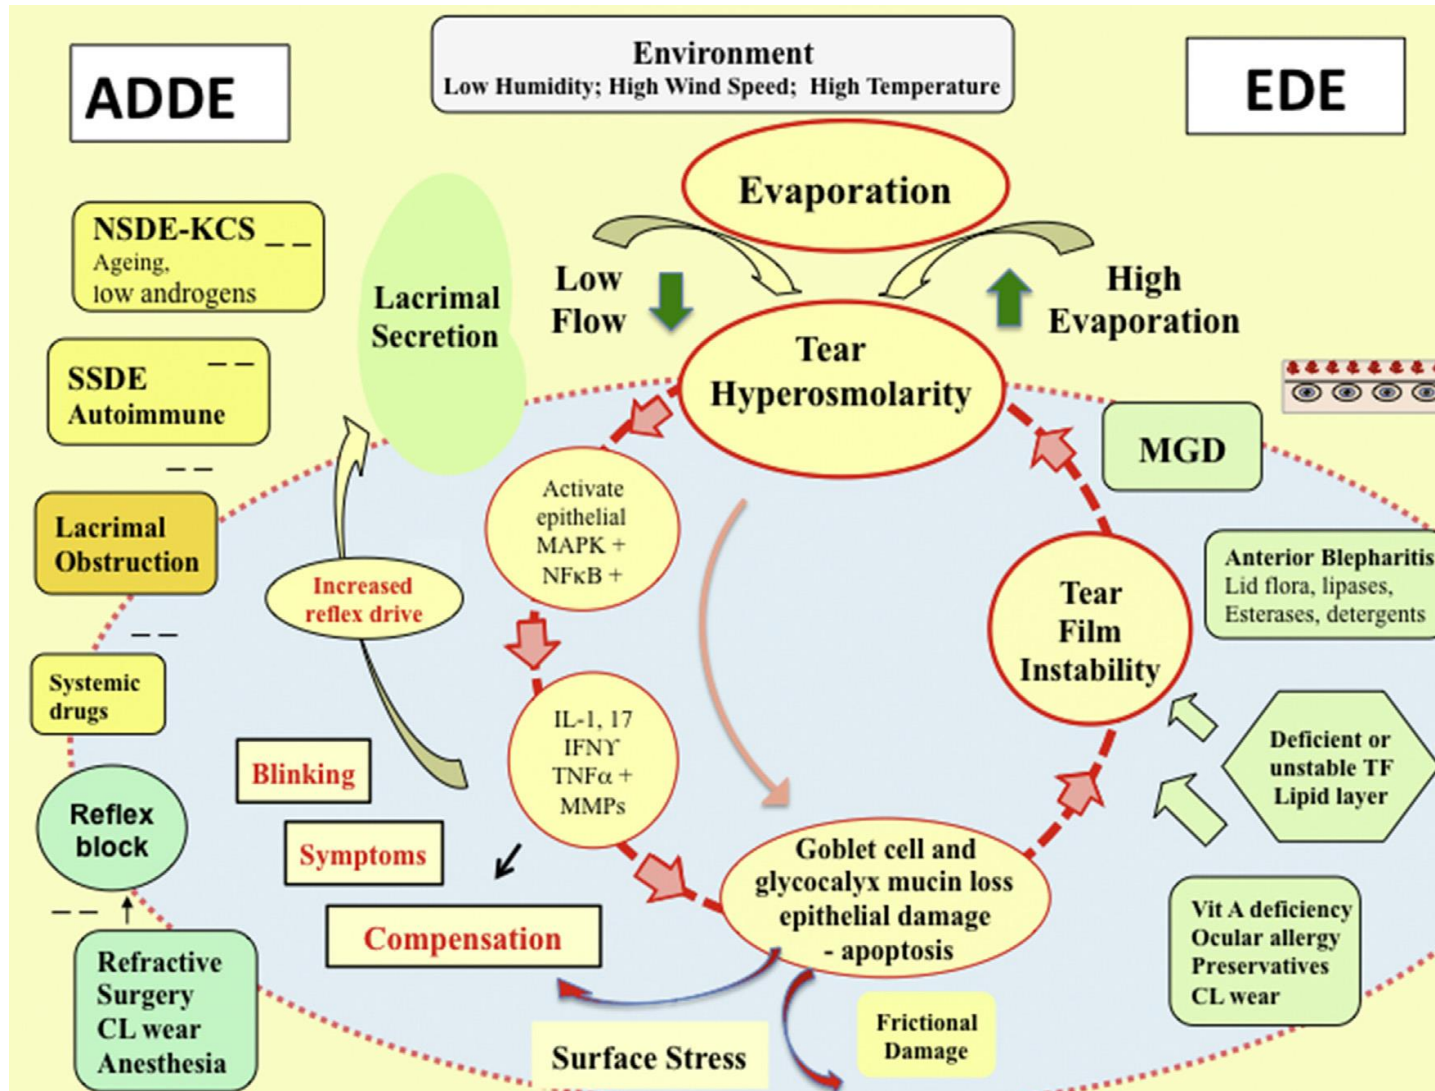 Environment
Low Humidity; High Wind Speed;  High Temperature
ADDE
EDE
Evaporation
NSDE-KCS
Ageing,
low androgens
Lacrimal
Secretion
Low
Flow
High
Evaporation
Tear
Hyperosmolarity
SSDE
Autoimmune
MGD
Lacrimal
Obstruction
Activate
epithelial
MAPK +
NFκB +
Anterior Blepharitis
Lid flora, lipases,
Esterases, detergents
Increased
reflex drive
Tear
Film
Instability
Systemic
drugs
IL-1, 17
IFNϒ
TNFα +
MMPs
Deficient or
unstable TF
Lipid layer
Blinking
Reflex
block
Symptoms
Goblet cell and
glycocalyx mucin loss
epithelial damage
- apoptosis
Compensation
Vit A deficiency
Ocular allergy
Preservatives
CL wear
Refractive
Surgery
CL wear
Anesthesia
Surface Stress
Frictional
Damage